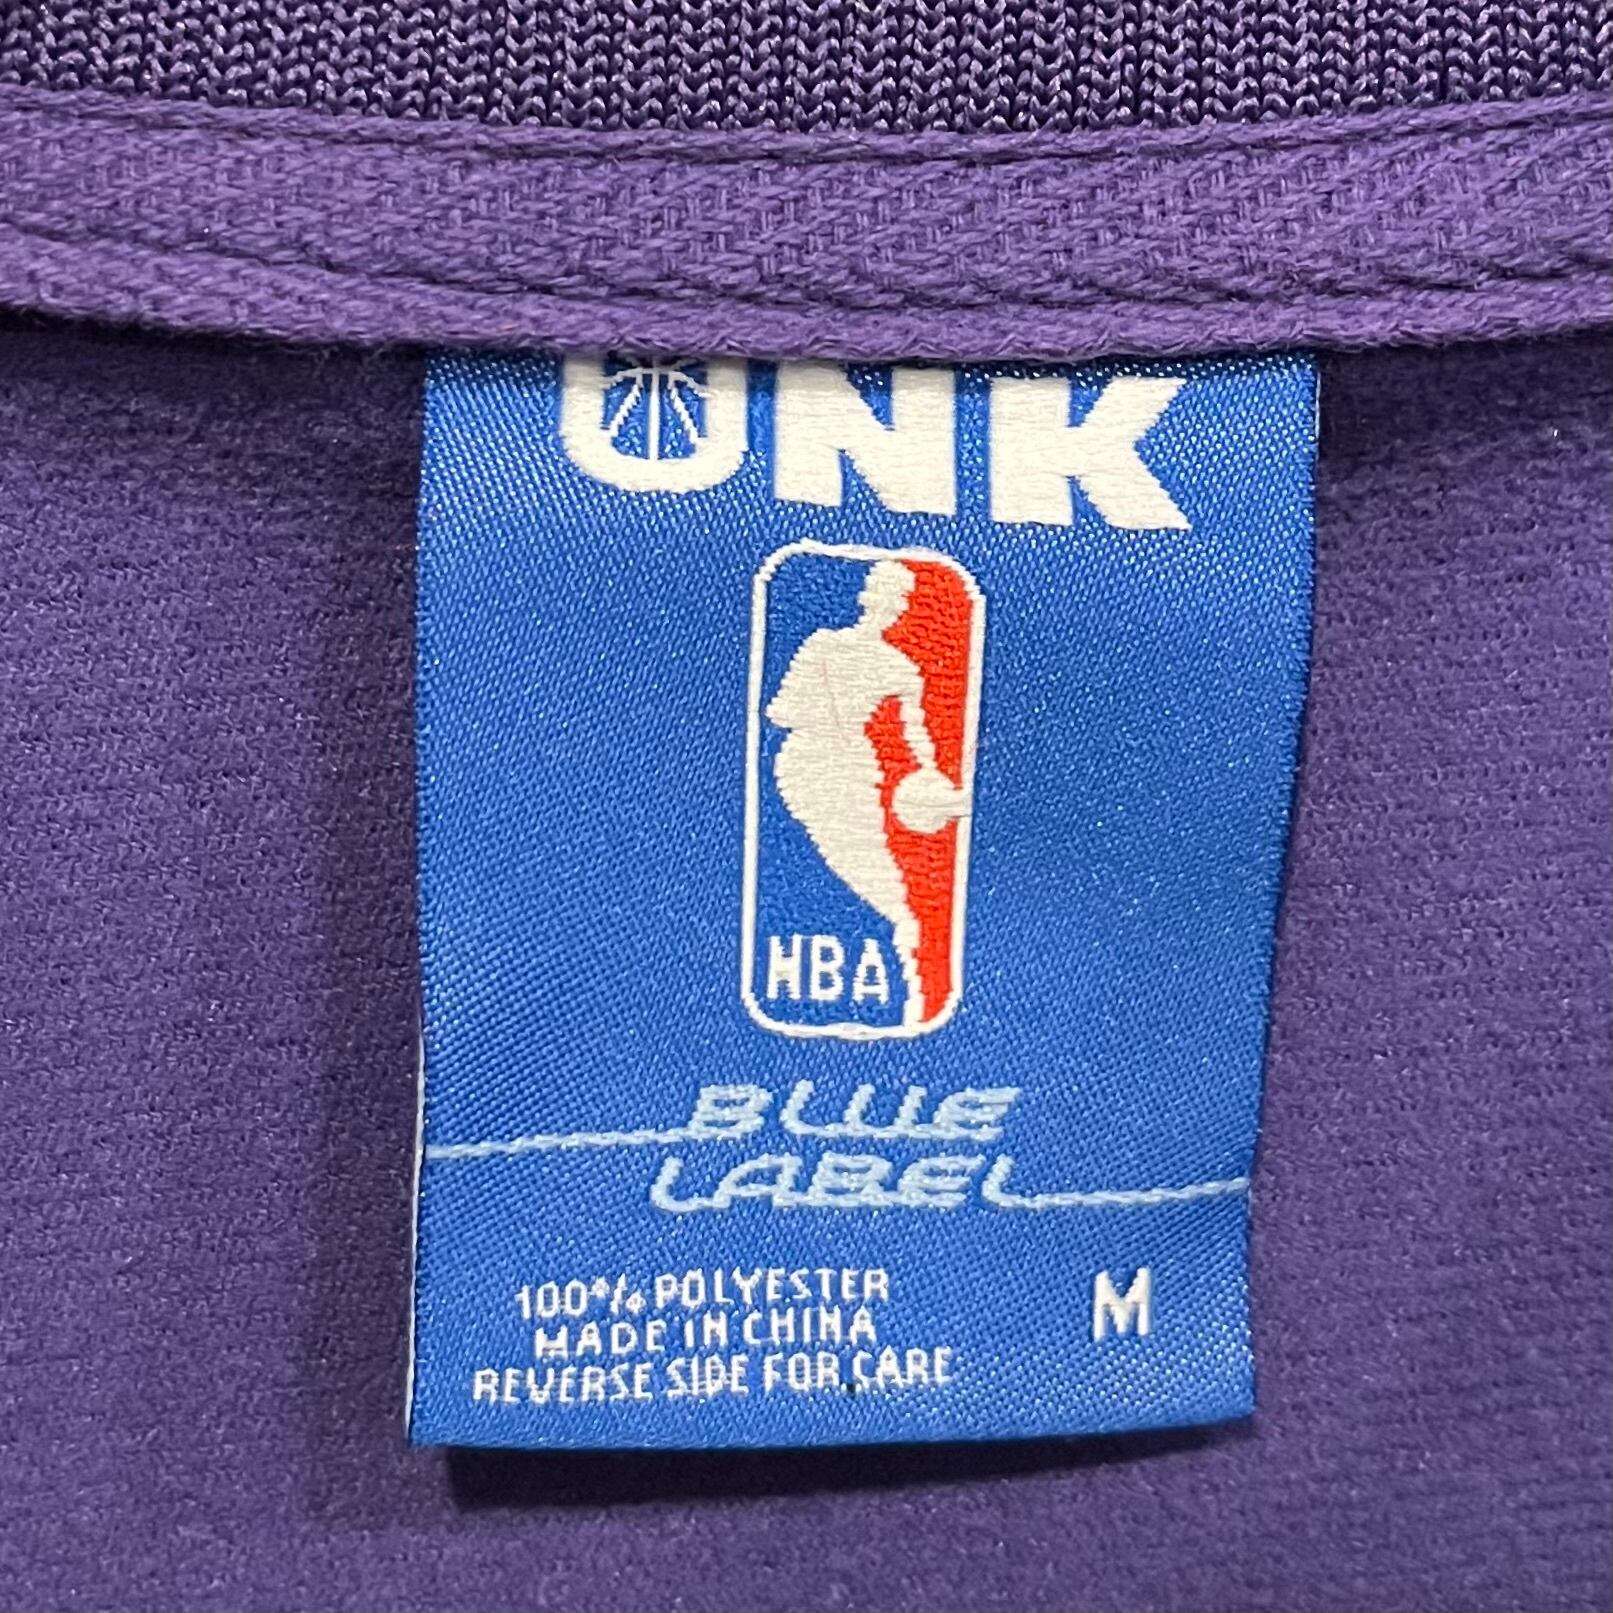 UNK
NBA
BLUE
LABEL
100% POLYESTER
MADE IN CHINA
REVERSE SIDE FOR CARE
M